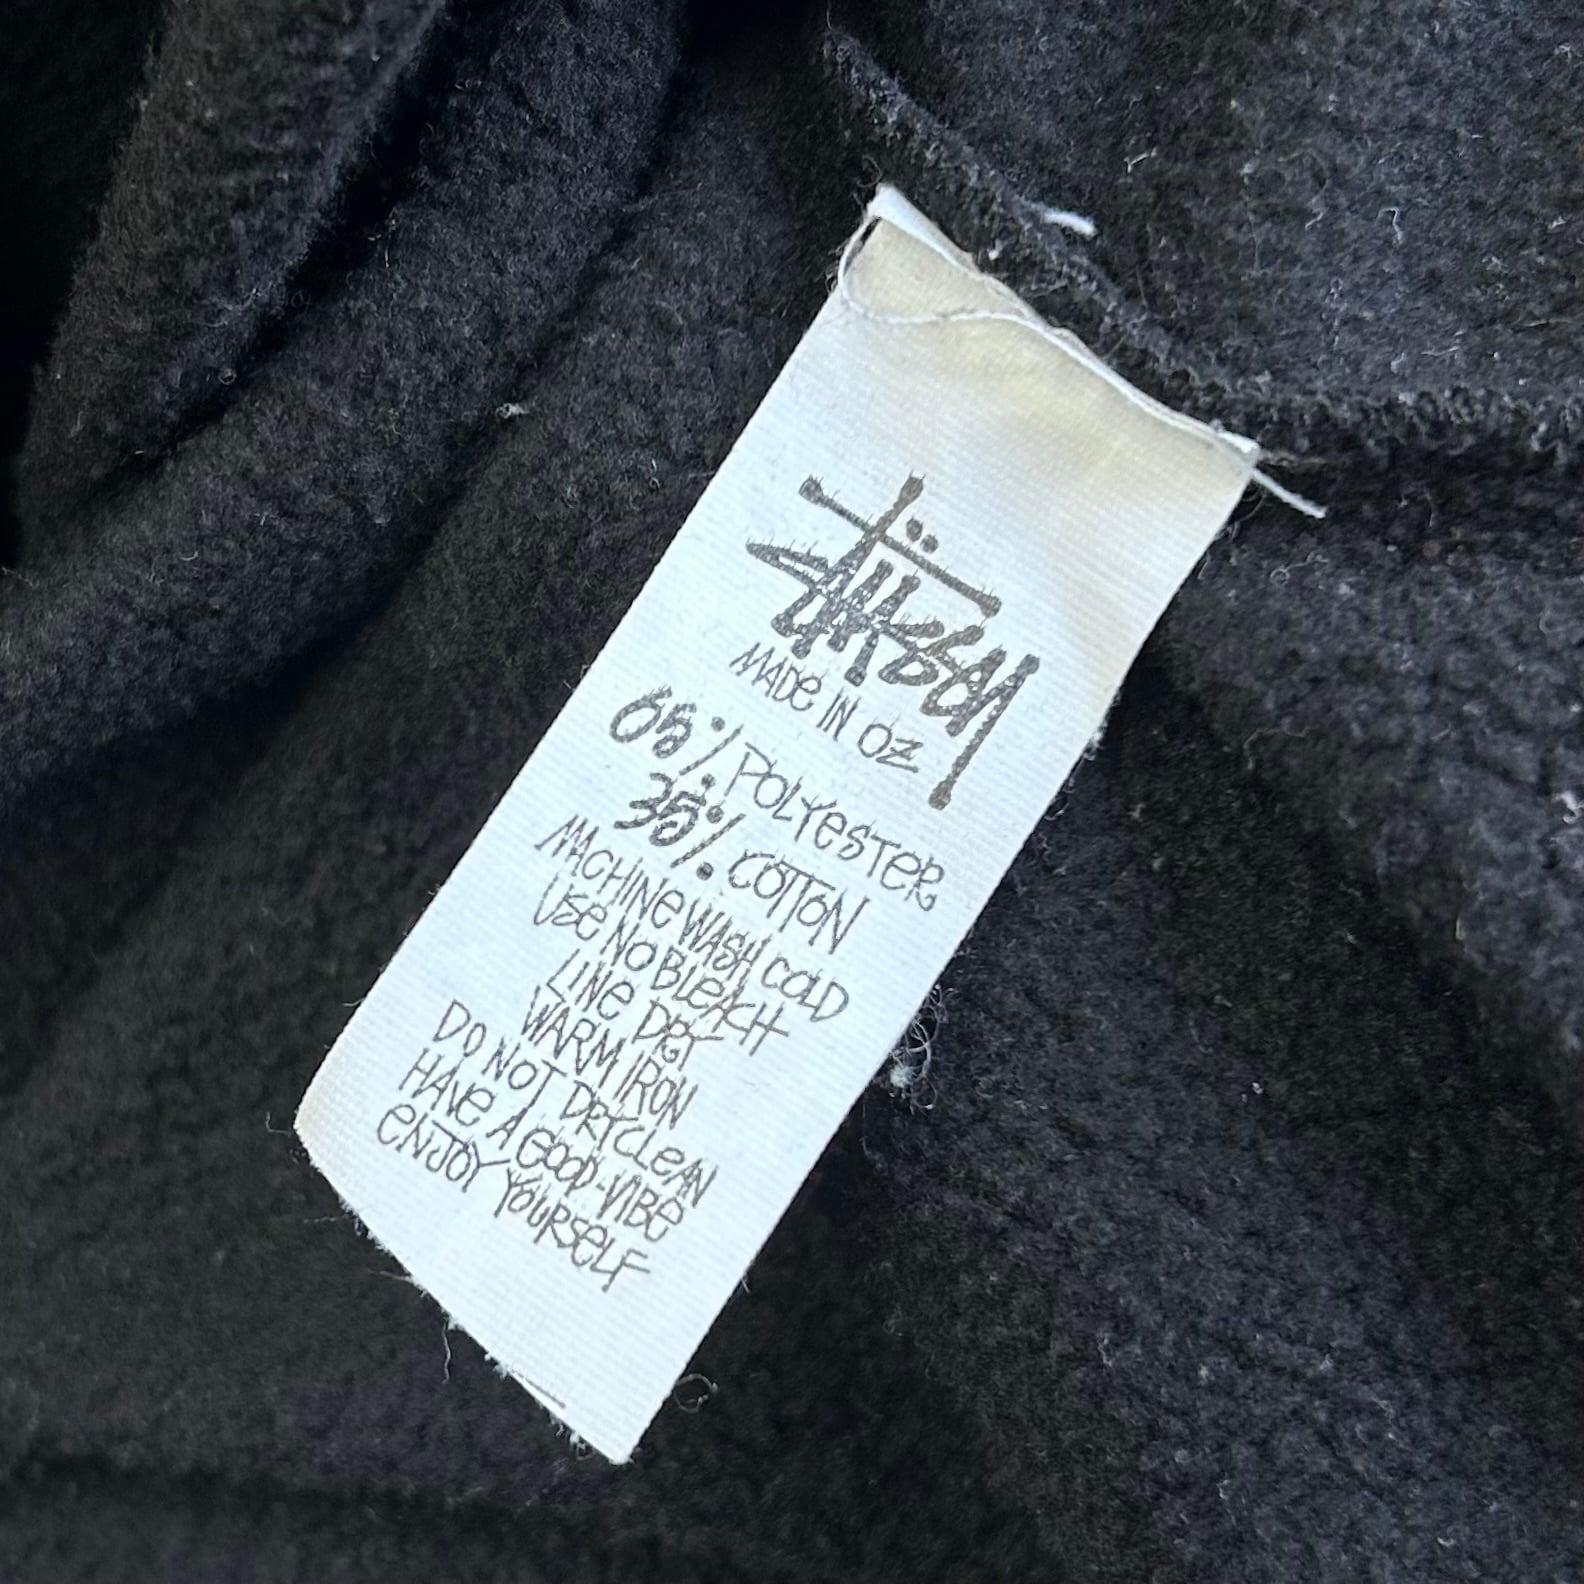 Stüssy
MADE IN OZ
65% POLYESTER
35% COTTON
MACHINE WASH COLD
USE NO BLEACH
LINE DRY
WARM IRON
DO NOT DRYCLEAN
HAVE A GOOD-VIBE
ENJOY YOURSELF